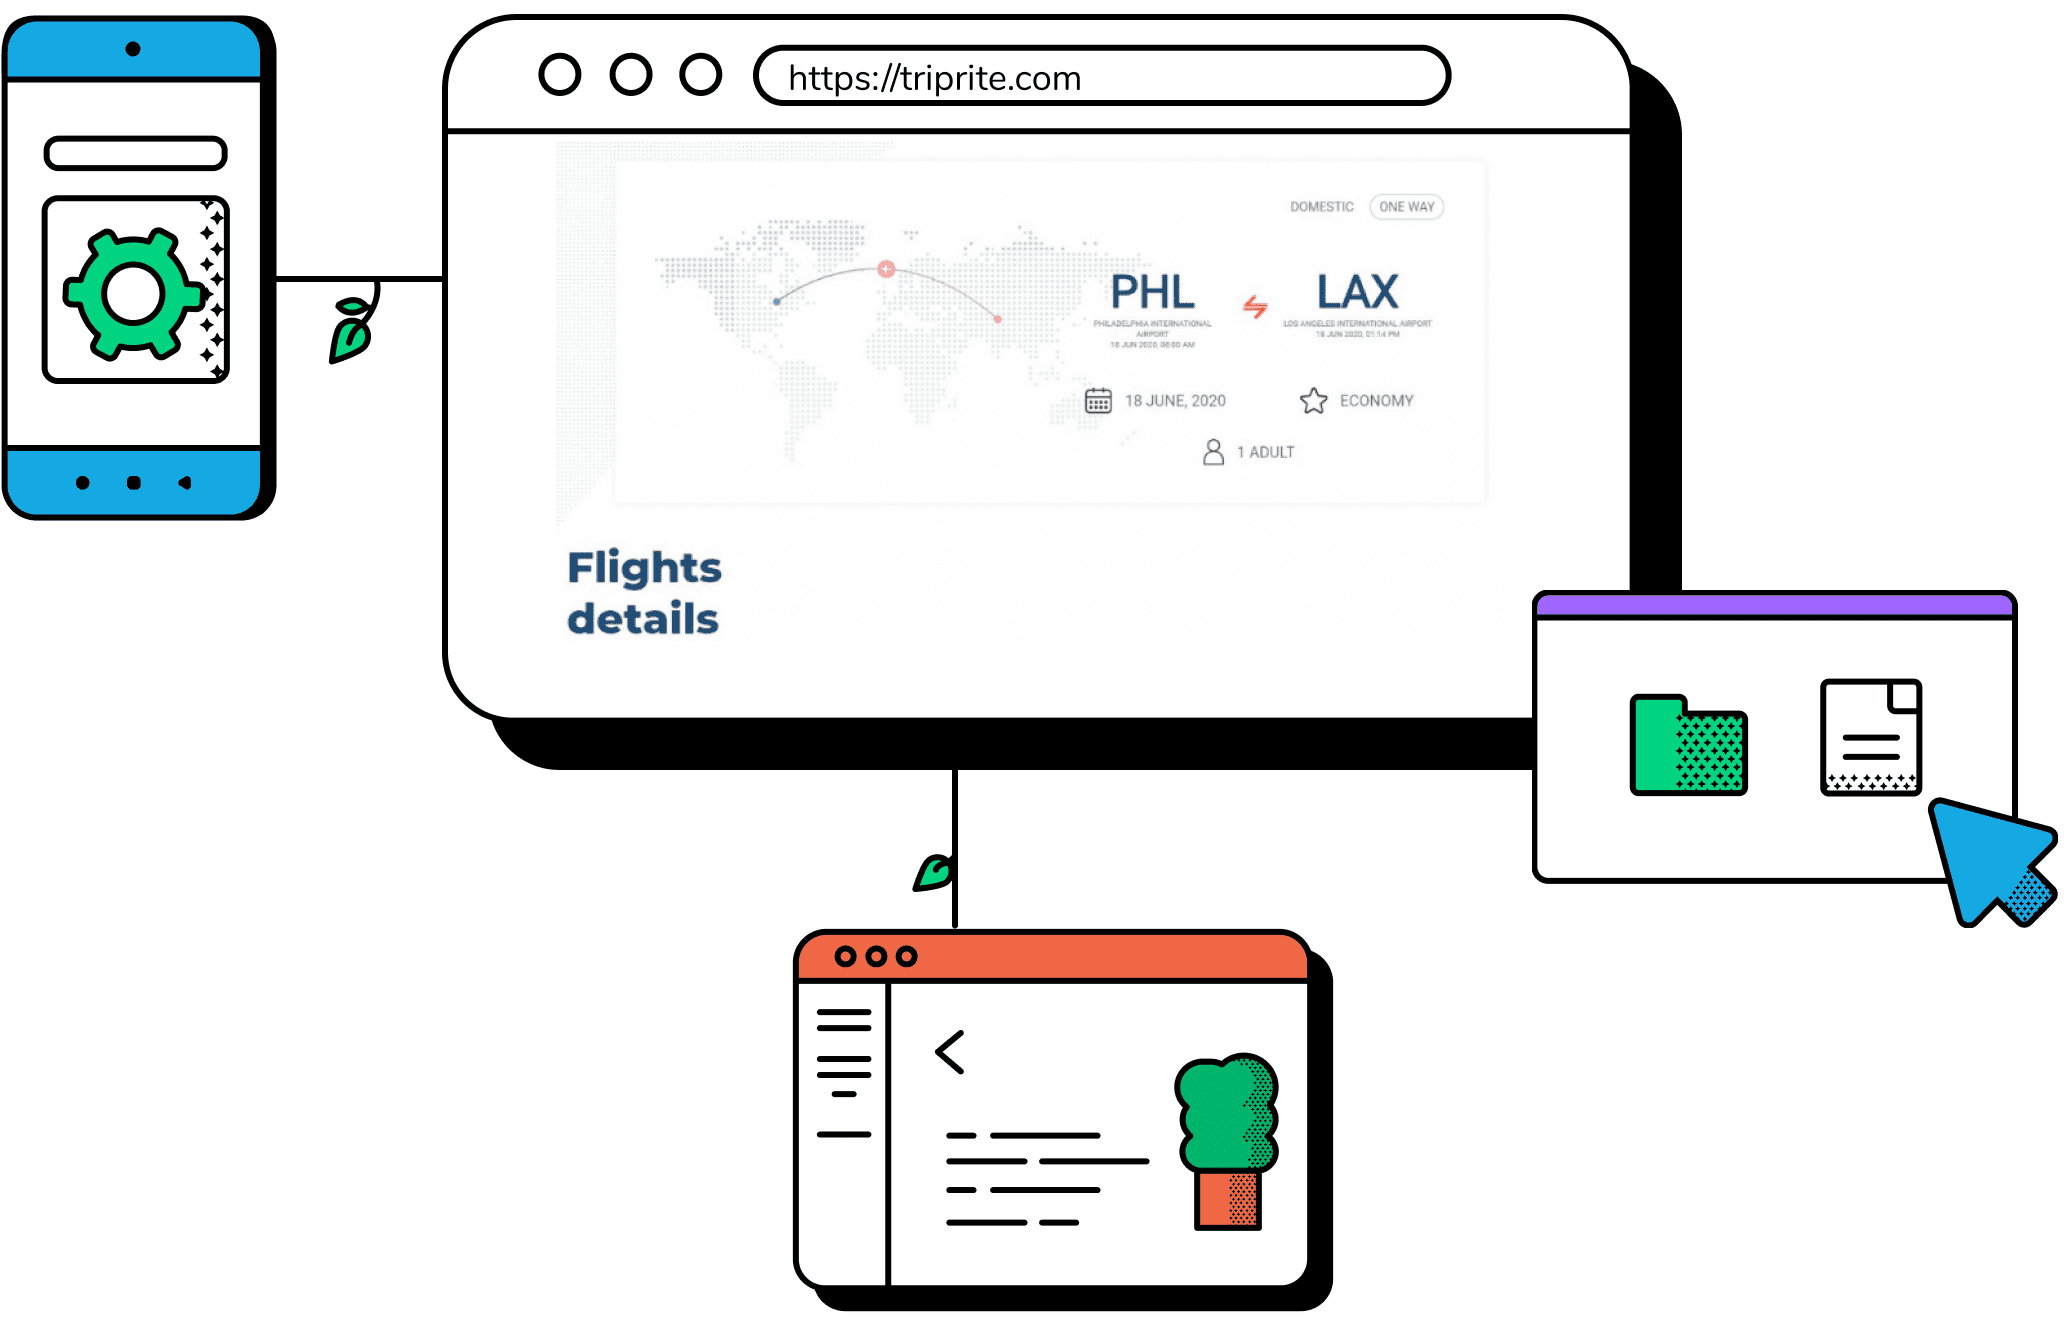 https://triprite.com
DOMESTIC ONE WAY
PHL LAX
PHILADELPHIA INTERNATIONAL
AIRPORT
18 JUN 2020, 08:00 AM
LOS ANGELES INTERNATIONAL AIRPORT
18 JUN 2020, 01:14 PM
18 JUNE, 2020 ECONOMY
1 ADULT
Flights
details